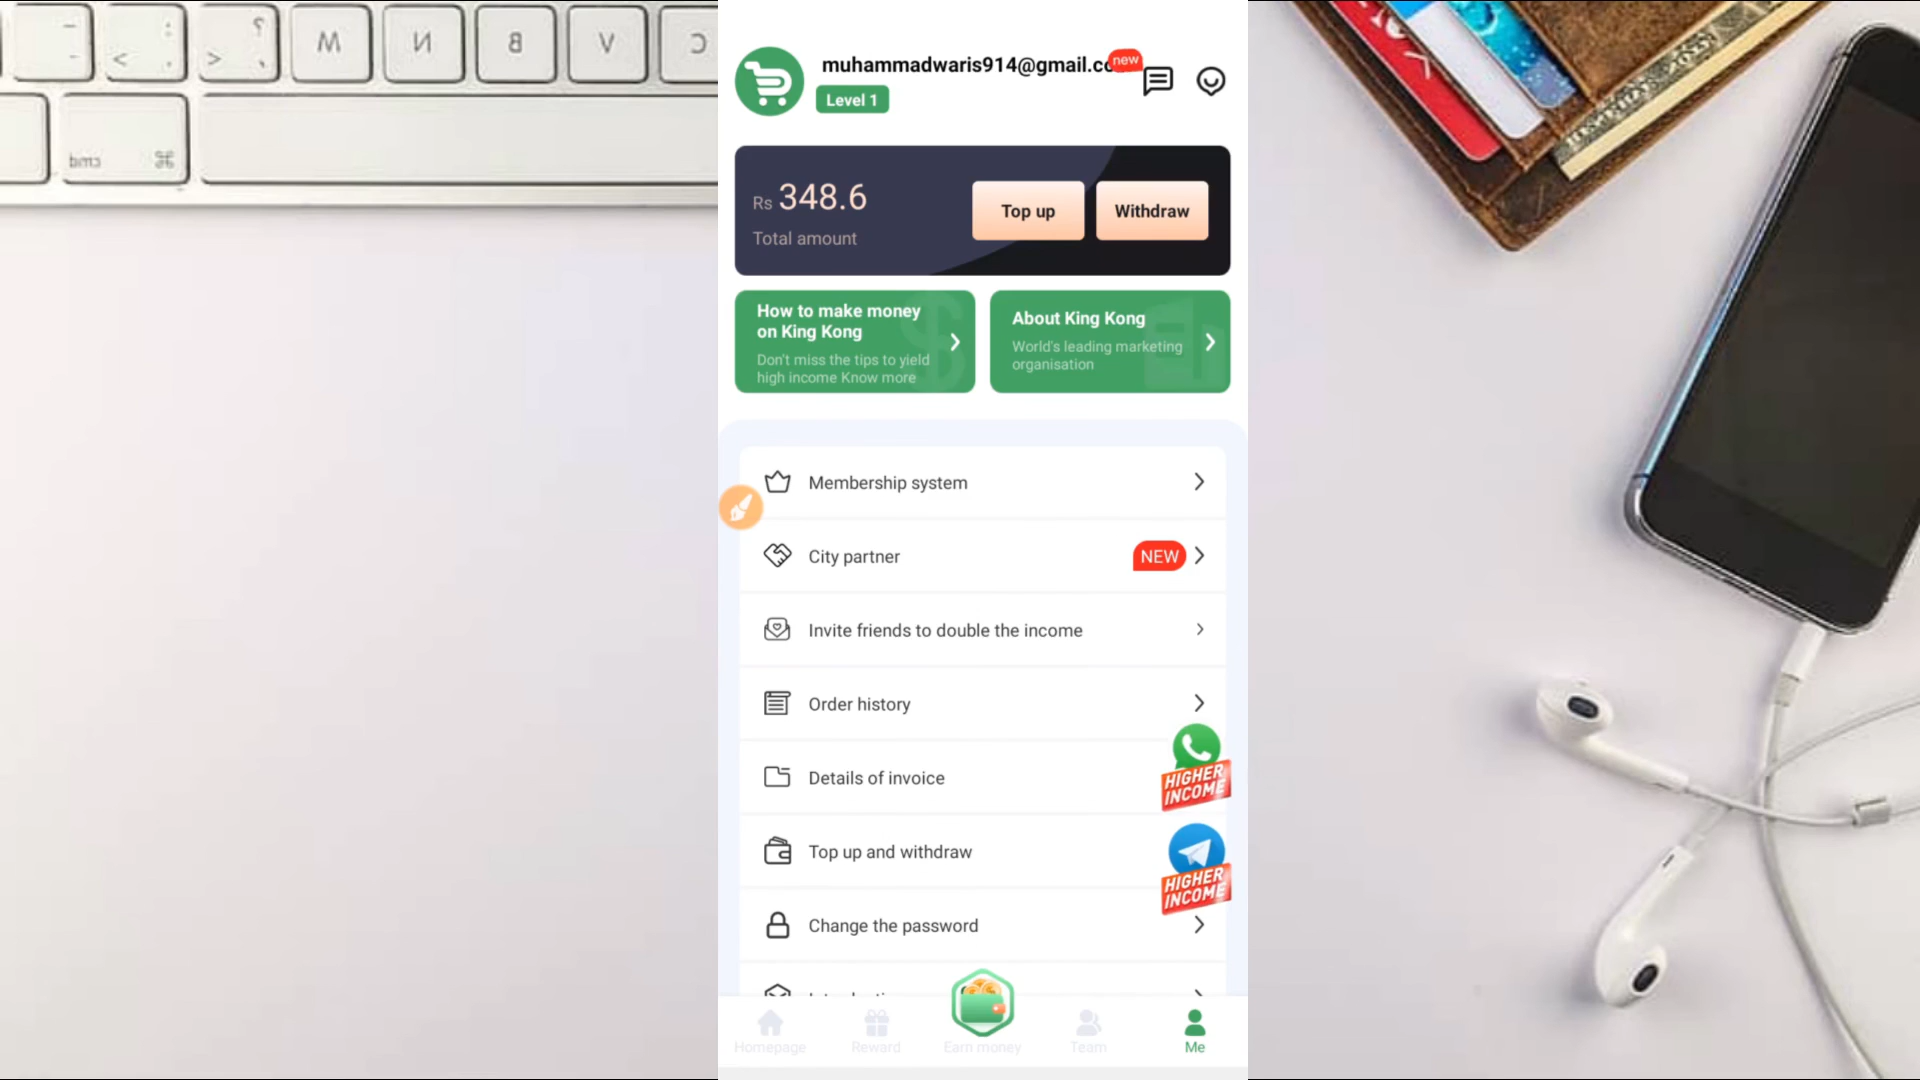 muhammadwaris914@gmail.co
new
Level 1
Rs 348.6
Total amount
Top up
Withdraw
How to make money
on King Kong
Don't miss the tips to yield
high income Know more
About King Kong
World's leading marketing
organisation
Membership system
City partner
NEW
Invite friends to double the income
Order history
HIGHER
INCOME
Details of invoice
Top up and withdraw
HIGHER
INCOME
Change the password
Homepage
Reward
Earn money
Team
Me
M
N
B
V
C
cmd